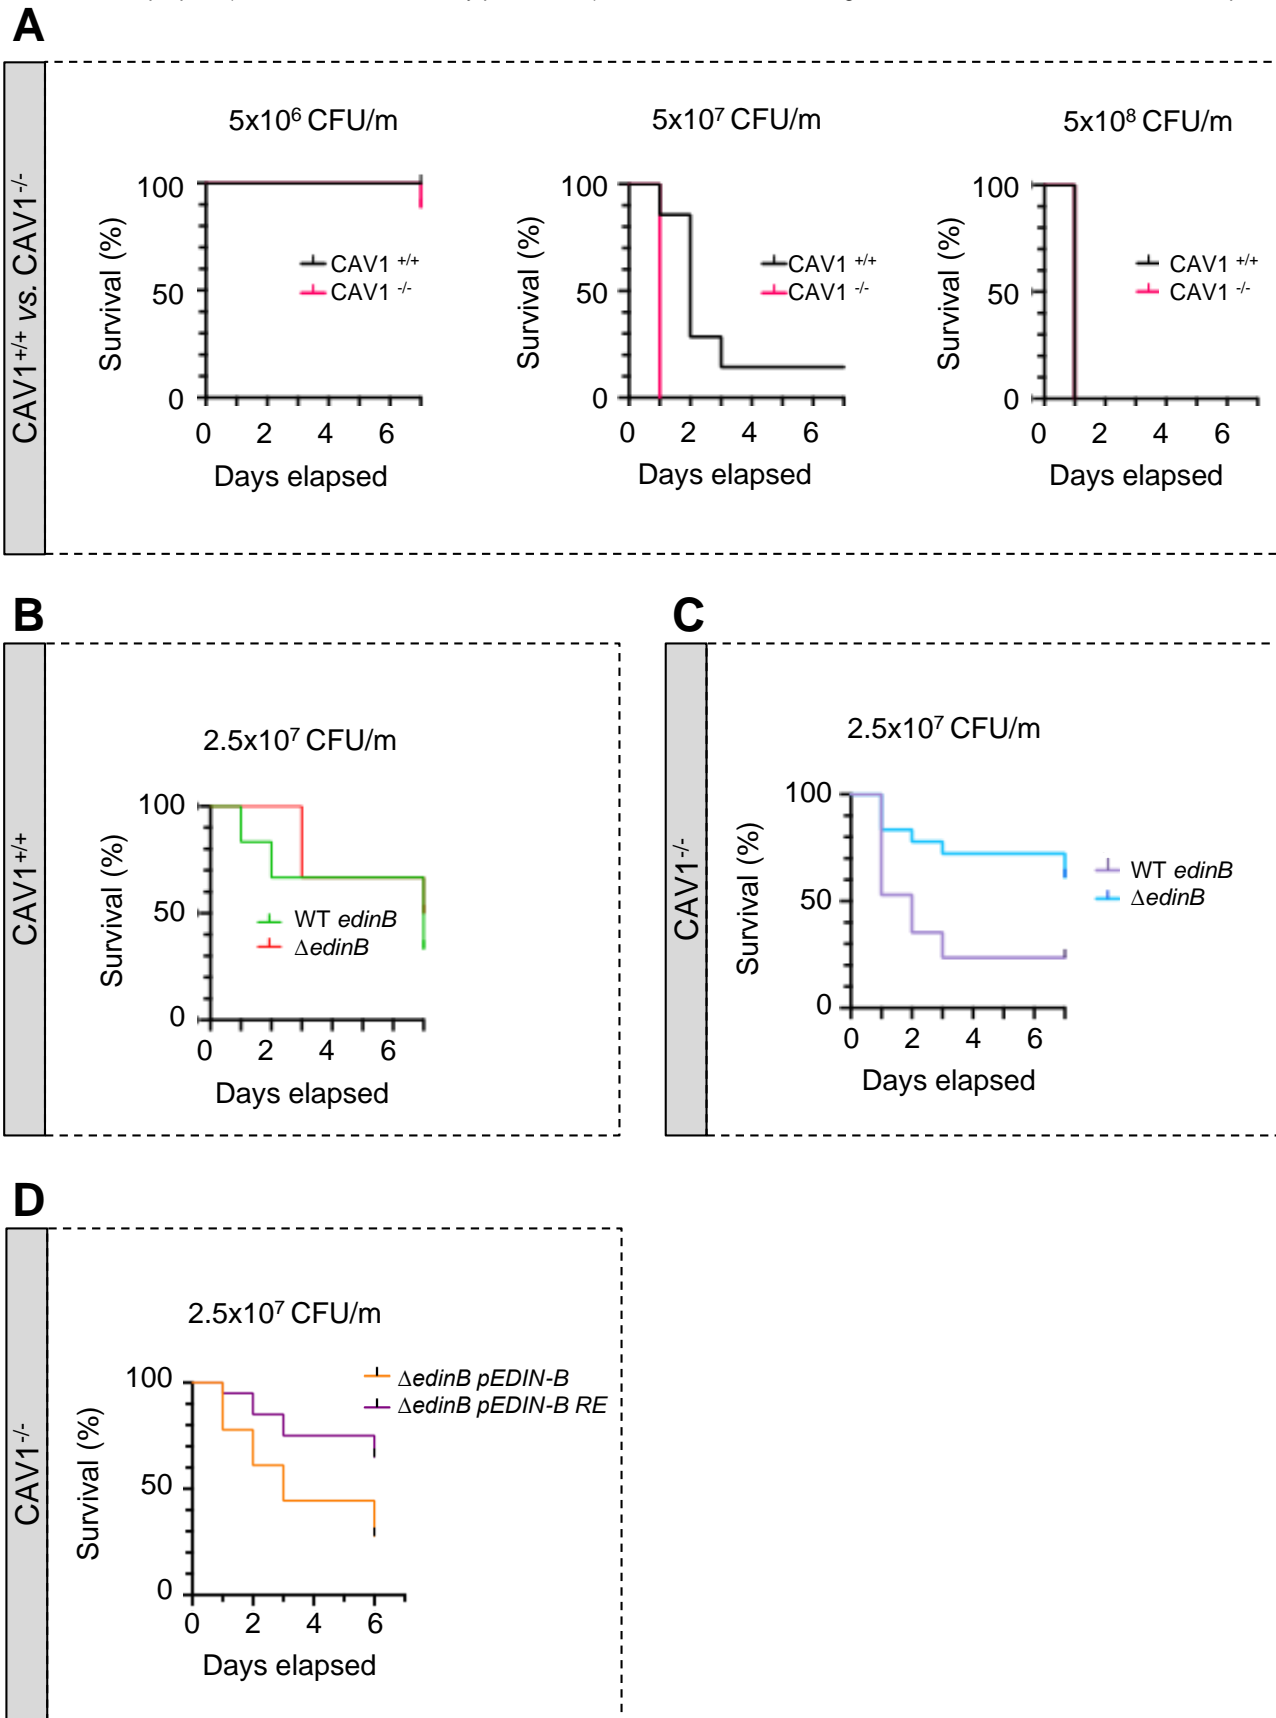 A
CAV1+/+ vs. CAV1-/-
5x10⁶ CFU/m
Survival (%)
100
50
0
CAV1 +/+
CAV1 -/-
0 2 4 6
Days elapsed
5x10⁷ CFU/m
Survival (%)
100
50
0
CAV1 +/+
CAV1 -/-
0 2 4 6
Days elapsed
5x10⁸ CFU/m
Survival (%)
100
50
0
CAV1 +/+
CAV1 -/-
0 2 4 6
Days elapsed
B
CAV1+/+
2.5x10⁷ CFU/m
Survival (%)
100
50
0
WT edinB
ΔedinB
0 2 4 6
Days elapsed
C
CAV1-/-
2.5x10⁷ CFU/m
Survival (%)
100
50
0
WT edinB
ΔedinB
0 2 4 6
Days elapsed
D
CAV1-/-
2.5x10⁷ CFU/m
Survival (%)
100
50
0
ΔedinB pEDIN-B
ΔedinB pEDIN-B RE
0 2 4 6
Days elapsed